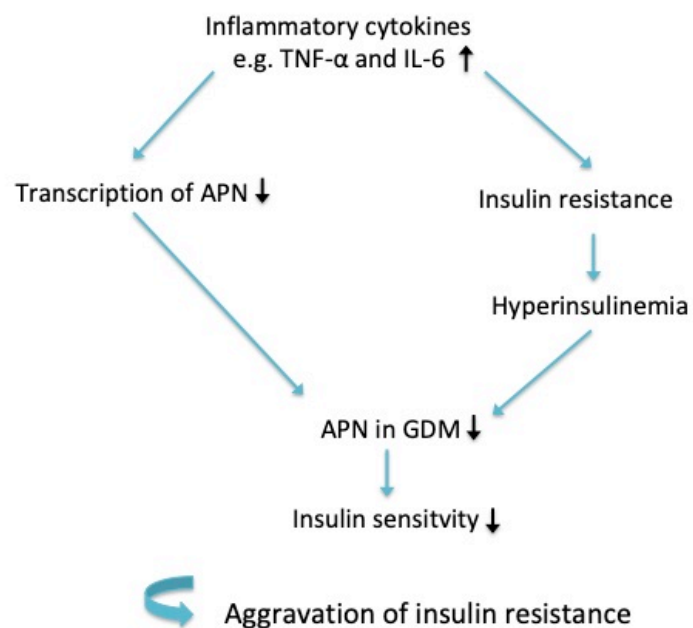 Inflammatory cytokines
e.g. TNF-α and IL-6 ↑
Transcription of APN ↓
Insulin resistance
Hyperinsulinemia
APN in GDM ↓
Insulin sensitvity ↓
Aggravation of insulin resistance